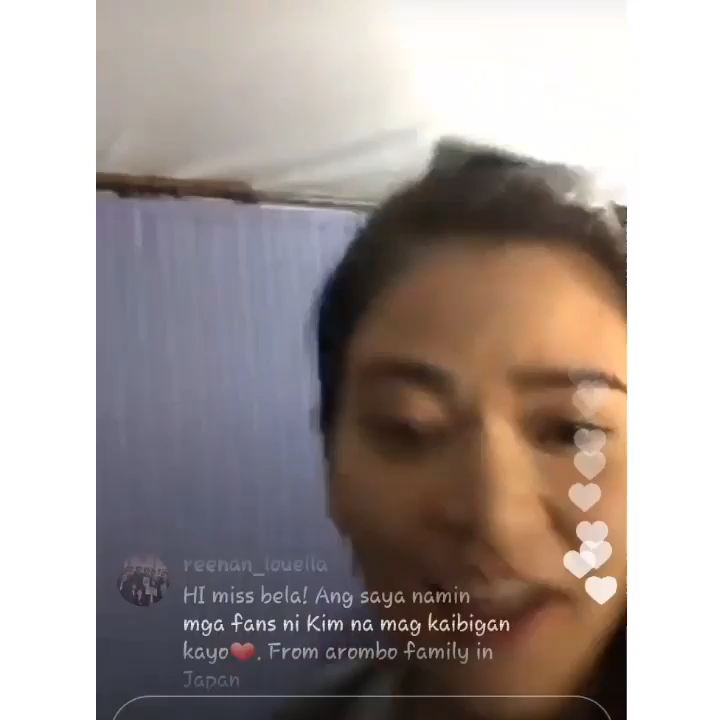 reenan_louella
HI miss bela! Ang saya namin
mga fans ni Kim na mag kaibigan
kayo❤. From arombo family in
Japan